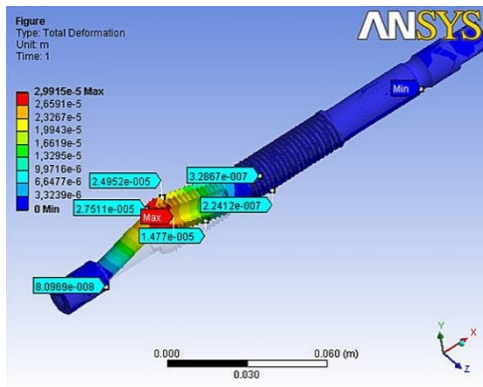 Figure
Type: Total Deformation
Unit: m
Time: 1
ANSYS
2,9915e-5 Max
2,6591e-5
2,3267e-5
1,9943e-5
1,6619e-5
1,3295e-5
9,9716e-6
6,6477e-6
3,3239e-6
0 Min
Min
2.4952e-005
3.2867e-007
2.7511e-005
Max
2.2412e-007
1.477e-005
8.0969e-008
0.000
0.060 (m)
0.030
Y
X
Z